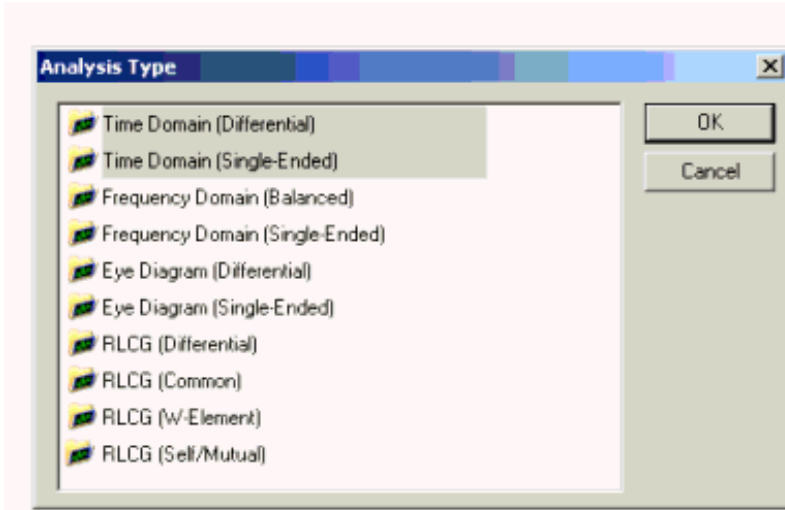 Analysis Type
Time Domain (Differential)
Time Domain (Single-Ended)
Frequency Domain (Balanced)
Frequency Domain (Single-Ended)
Eye Diagram (Differential)
Eye Diagram (Single-Ended)
RLCG (Differential)
RLCG (Common)
RLCG (W-Element)
RLCG (Self/Mutual)
OK
Cancel